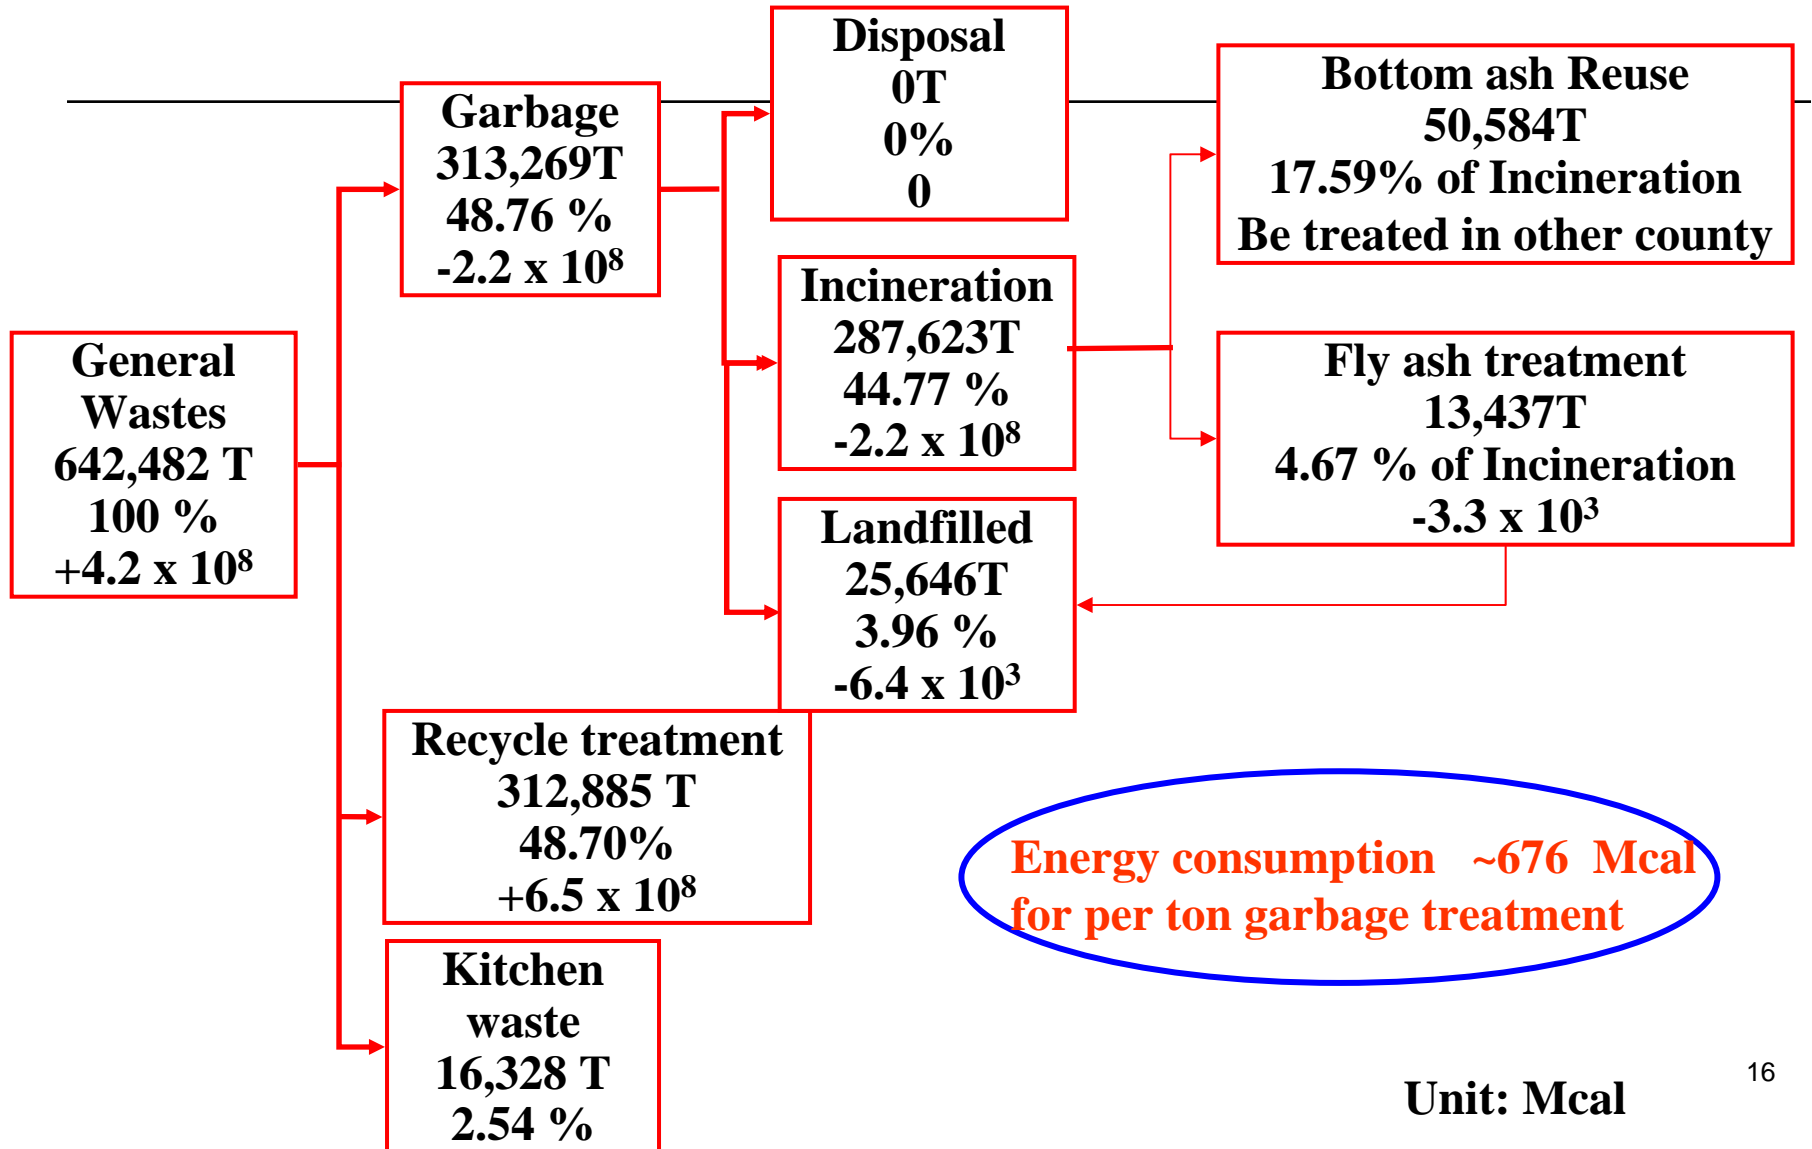 General
Wastes
642,482 T
100 %
+4.2 x 10⁸
Garbage
313,269T
48.76 %
-2.2 x 10⁸
Disposal
0T
0%
0
Incineration
287,623T
44.77 %
-2.2 x 10⁸
Landfilled
25,646T
3.96 %
-6.4 x 10³
Bottom ash Reuse
50,584T
17.59% of Incineration
Be treated in other county
Fly ash treatment
13,437T
4.67 % of Incineration
-3.3 x 10³
Recycle treatment
312,885 T
48.70%
+6.5 x 10⁸
Kitchen
waste
16,328 T
2.54 %
Energy consumption ~676 Mcal
for per ton garbage treatment
Unit: Mcal
16